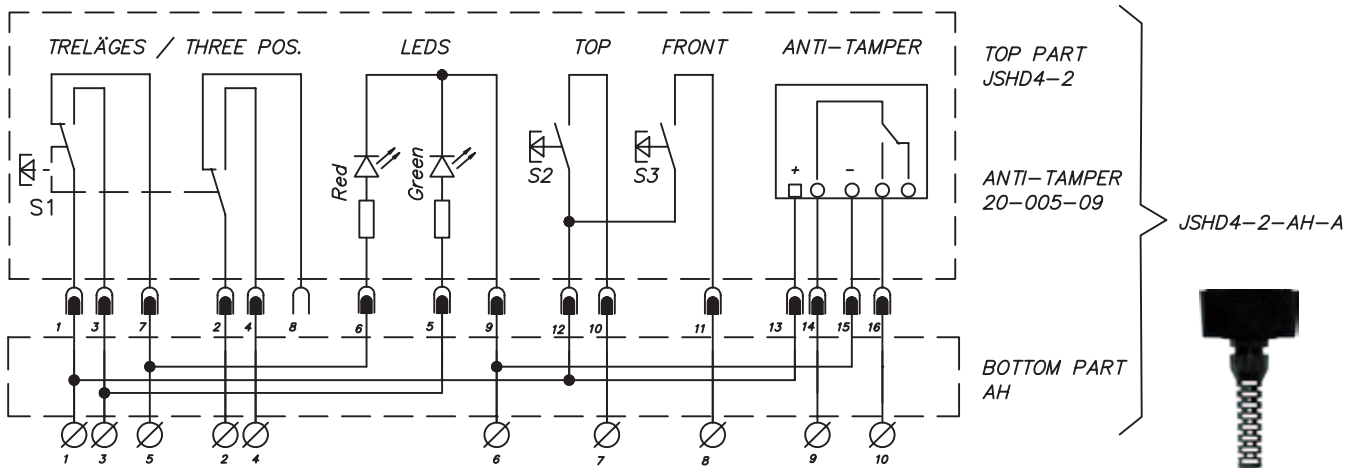 TRELÄGES / THREE POS. LEDS TOP FRONT ANTI-TAMPER
TOP PART
JSHD4-2
S1
Red
Green
S2
S3
+ -
ANTI-TAMPER
20-005-09
JSHD4-2-AH-A
1 3 7 2 4 8 6 5 9 12 10 11 13 14 15 16
BOTTOM PART
AH
1 3 5 2 4 6 7 8 9 10